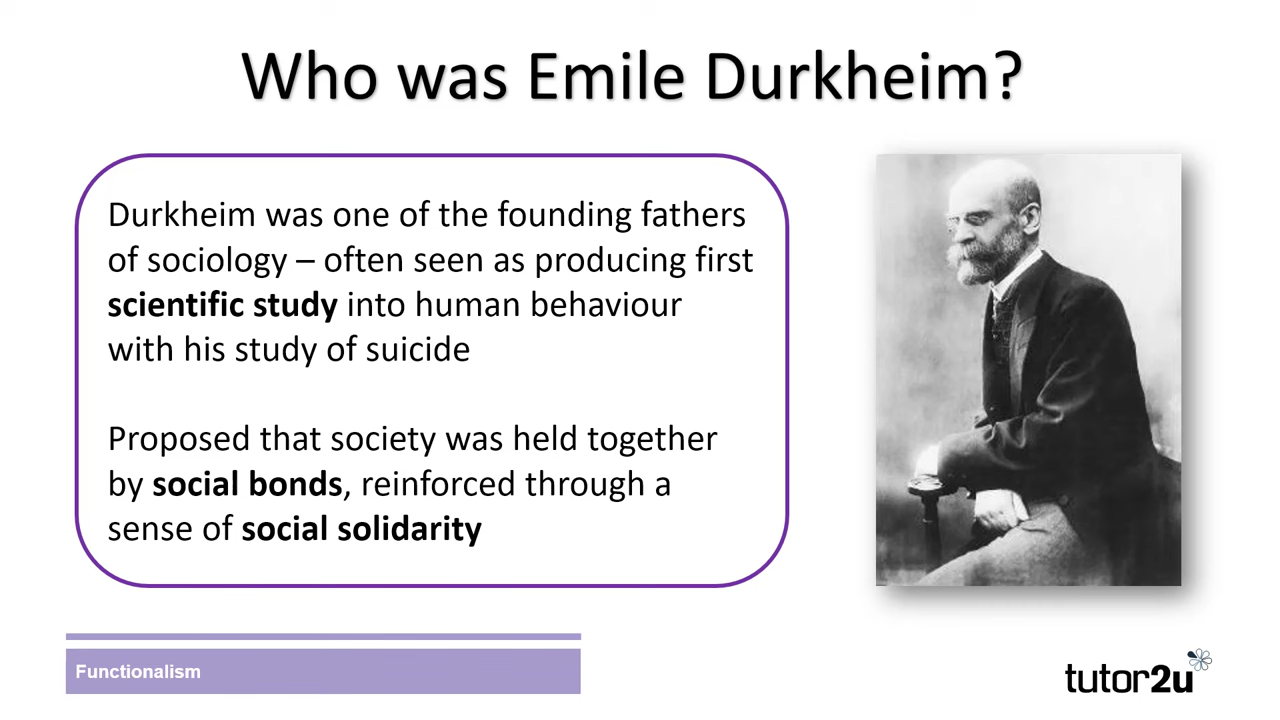 Who was Emile Durkheim?
Durkheim was one of the founding fathers
of sociology – often seen as producing first
scientific study into human behaviour
with his study of suicide
Proposed that society was held together
by social bonds, reinforced through a
sense of social solidarity
Functionalism
tutor2u